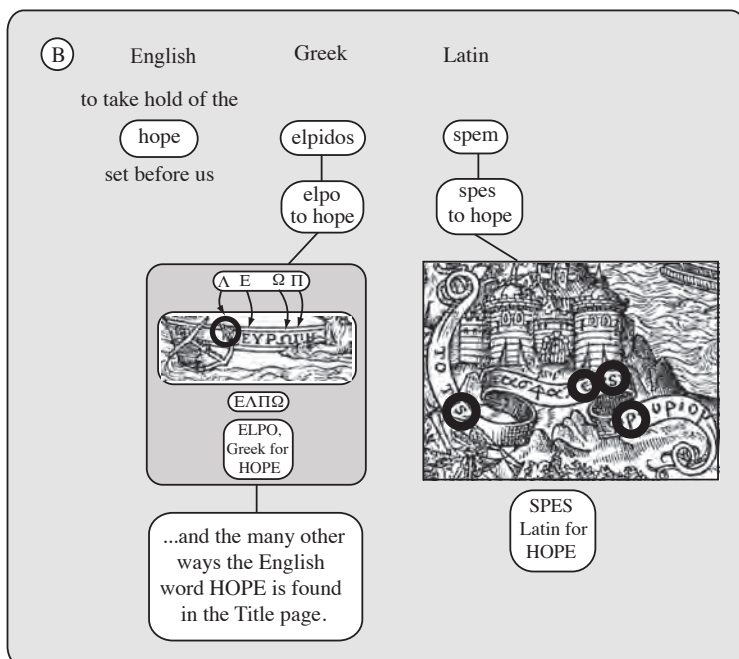 B
English
Greek
Latin
to take hold of the
hope
set before us
elpidos
elpo
to hope
spem
spes
to hope
Λ Ε Ω Π
ΕΥΡΩΠΗ
ΕΛΠΩ
ELPO,
Greek for
HOPE
...and the many other
ways the English
word HOPE is found
in the Title page.
ΤΟ
S
S
P
υριου
SPES
Latin for
HOPE